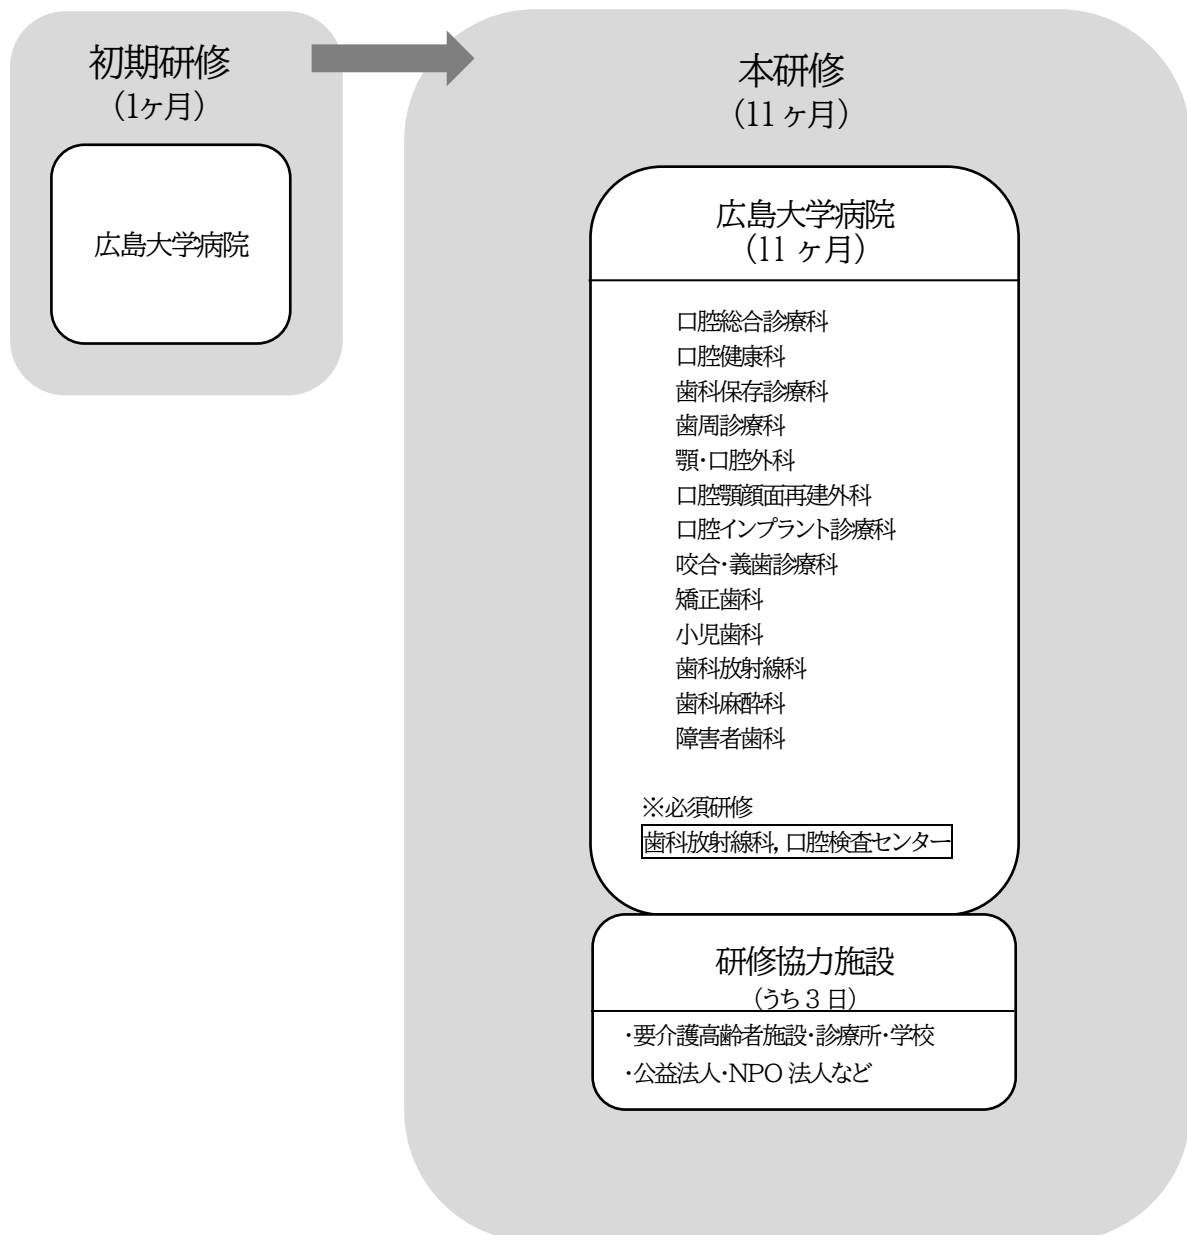 初期研修
（1ヶ月）
広島大学病院
本研修
（11 ヶ月）
広島大学病院
（11 ヶ月）
口腔総合診療科
口腔健康科
歯科保存診療科
歯周診療科
顎・口腔外科
口腔顎顔面再建外科
口腔インプラント診療科
咬合・義歯診療科
矯正歯科
小児歯科
歯科放射線科
歯科麻酔科
障害者歯科
※必須研修
歯科放射線科, 口腔検査センター
研修協力施設
（うち 3 日）
・要介護高齢者施設・診療所・学校
・公益法人・NPO 法人など